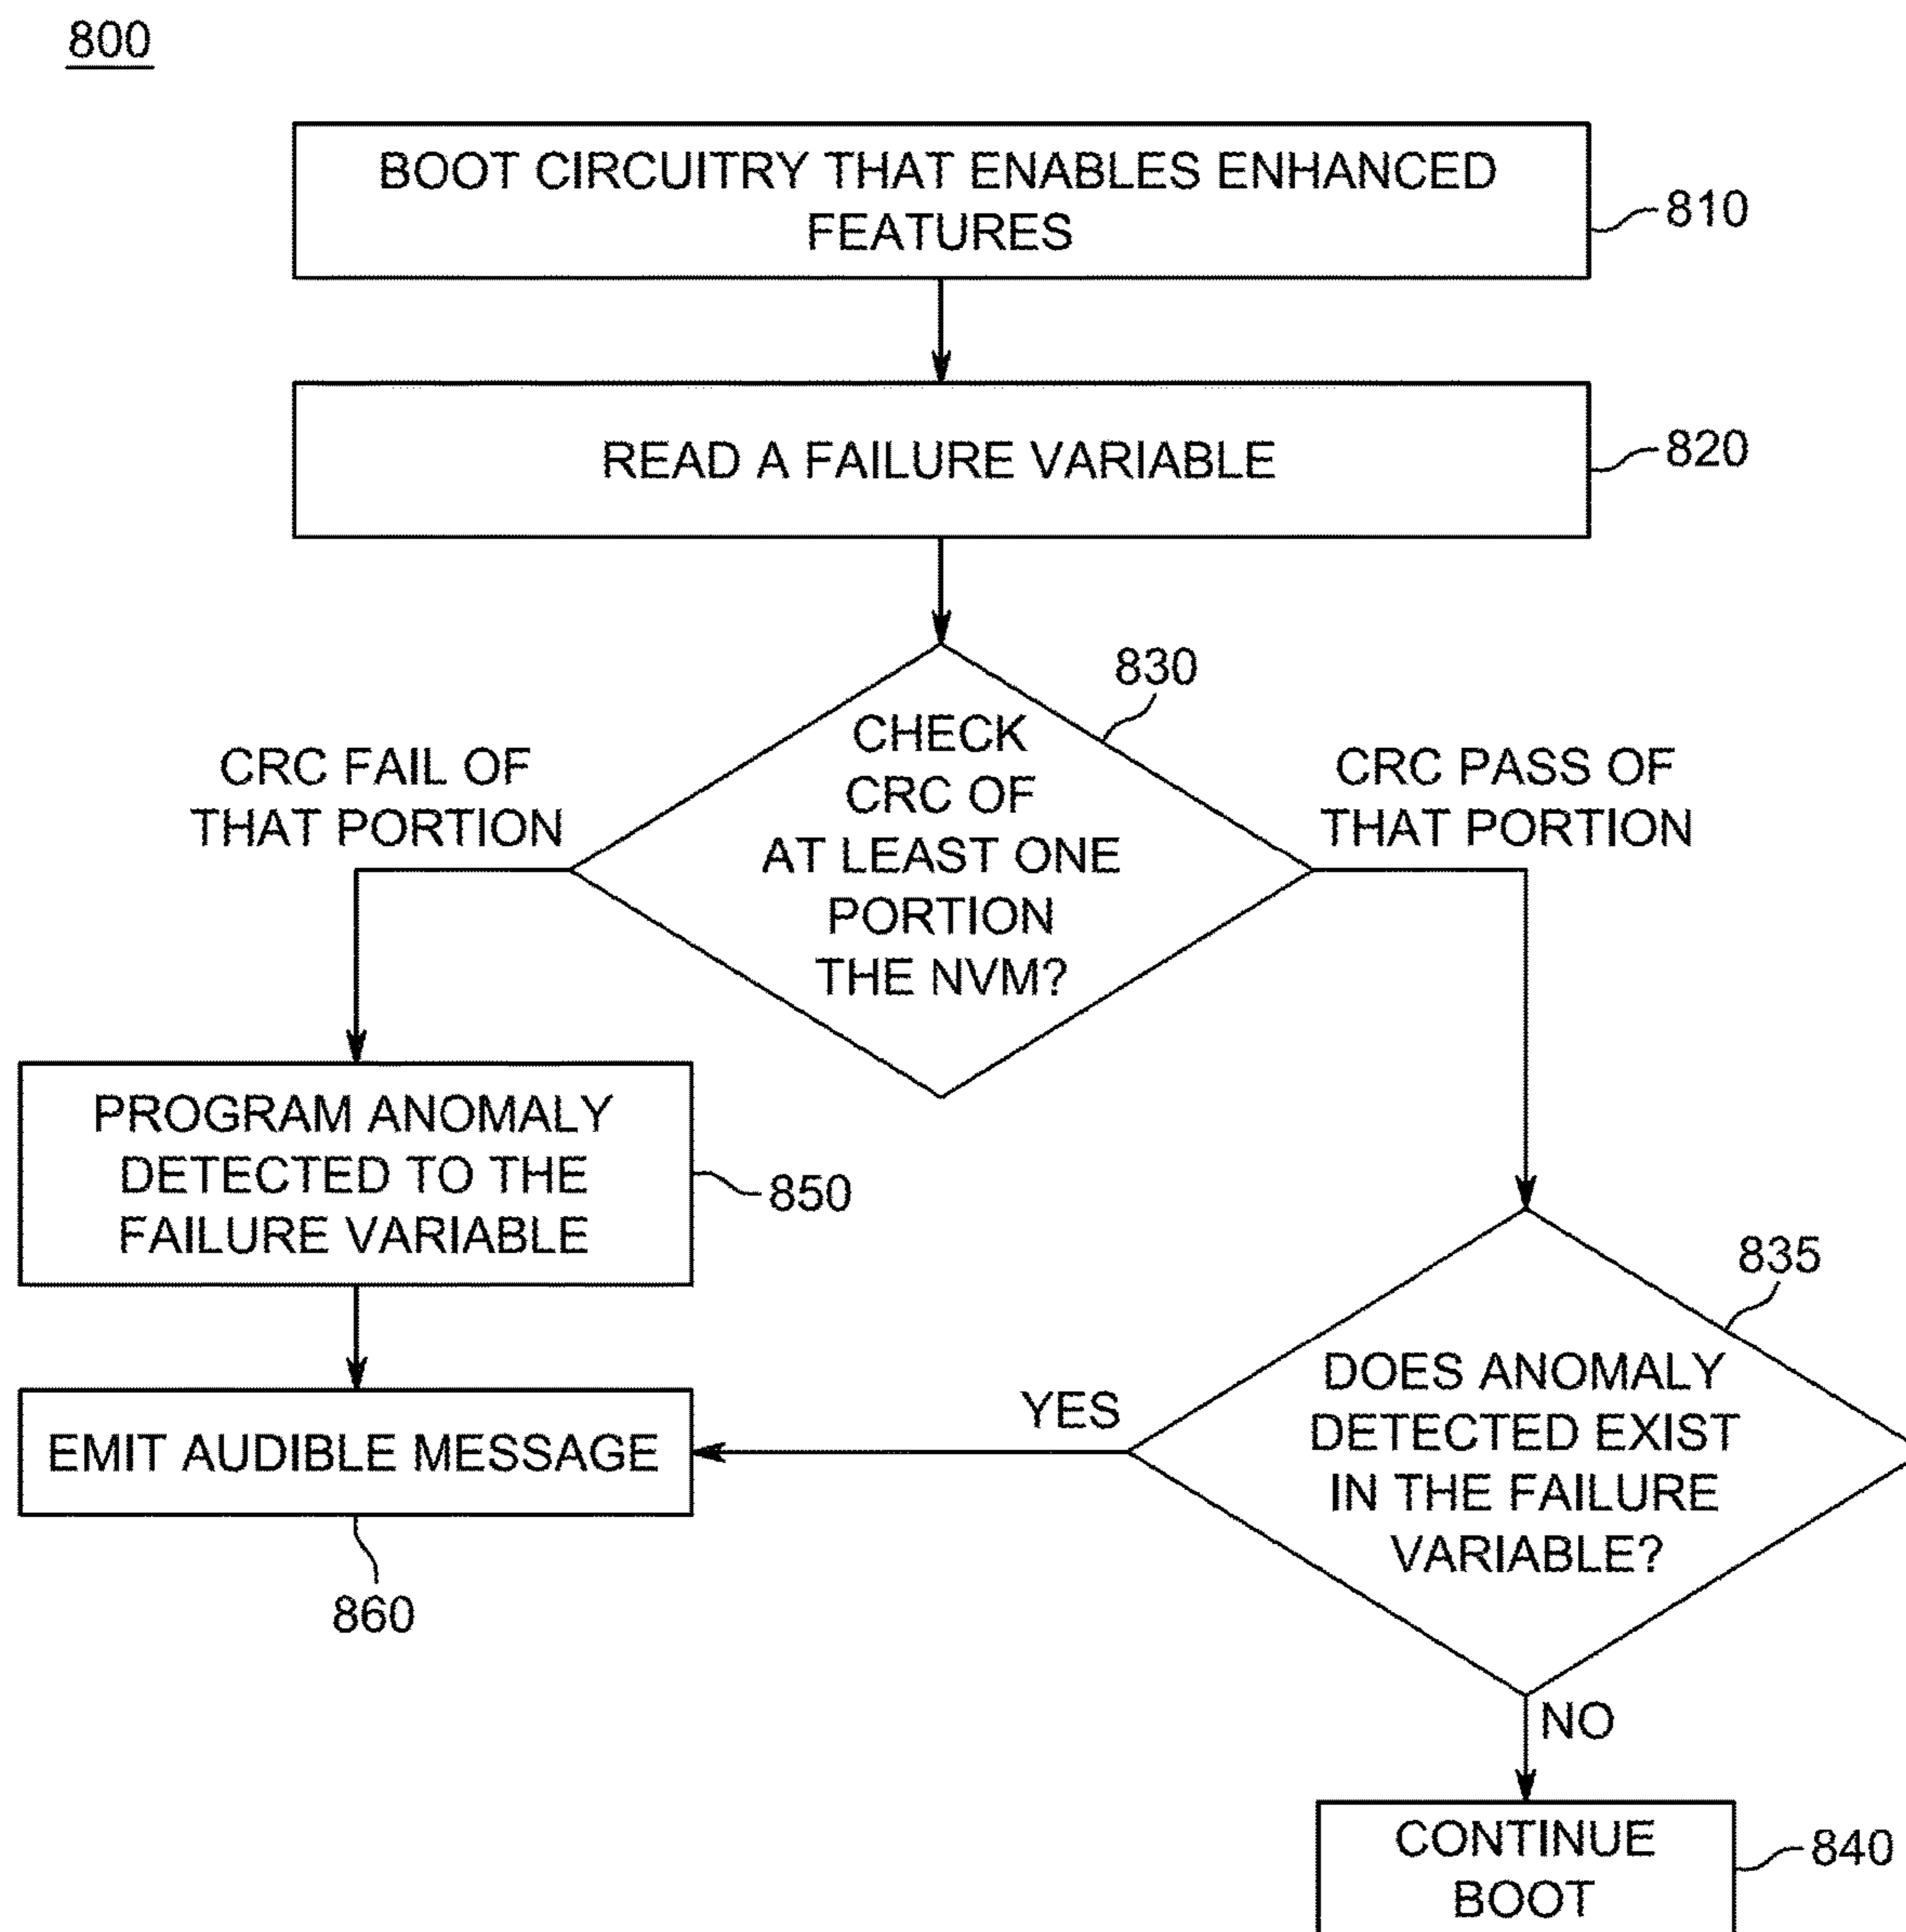 800
BOOT CIRCUITRY THAT ENABLES ENHANCED
FEATURES
810
READ A FAILURE VARIABLE
820
830
CHECK
CRC OF
AT LEAST ONE
PORTION
THE NVM?
CRC FAIL OF
THAT PORTION
CRC PASS OF
THAT PORTION
PROGRAM ANOMALY
DETECTED TO THE
FAILURE VARIABLE
850
835
DOES ANOMALY
DETECTED EXIST
IN THE FAILURE
VARIABLE?
YES
EMIT AUDIBLE MESSAGE
860
NO
CONTINUE
BOOT
840